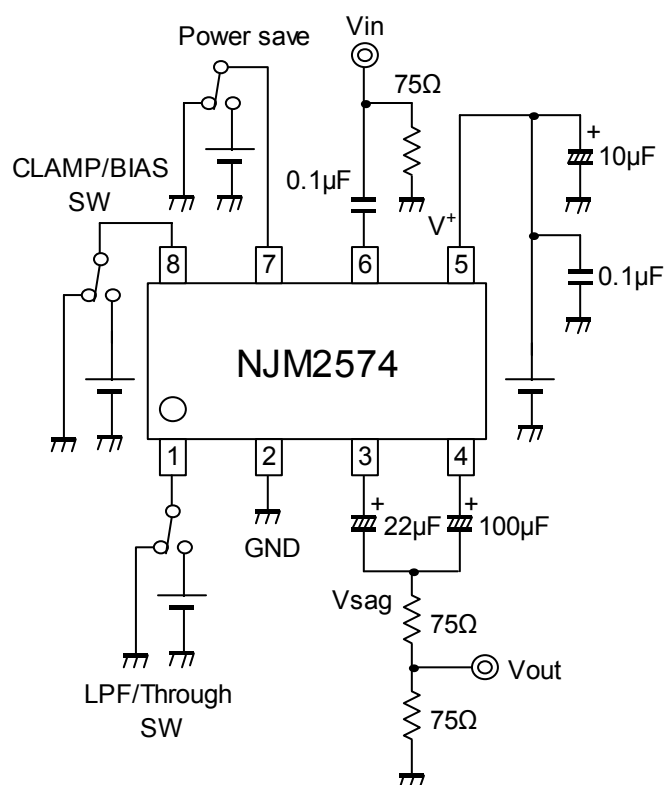 Power save
Vin
75Ω
+
10µF
CLAMP/BIAS
SW
0.1µF
V+
0.1µF
8
7
6
5
NJM2574
1
2
3
4
+
22µF
+
100µF
GND
Vsag
75Ω
Vout
LPF/Through
SW
75Ω